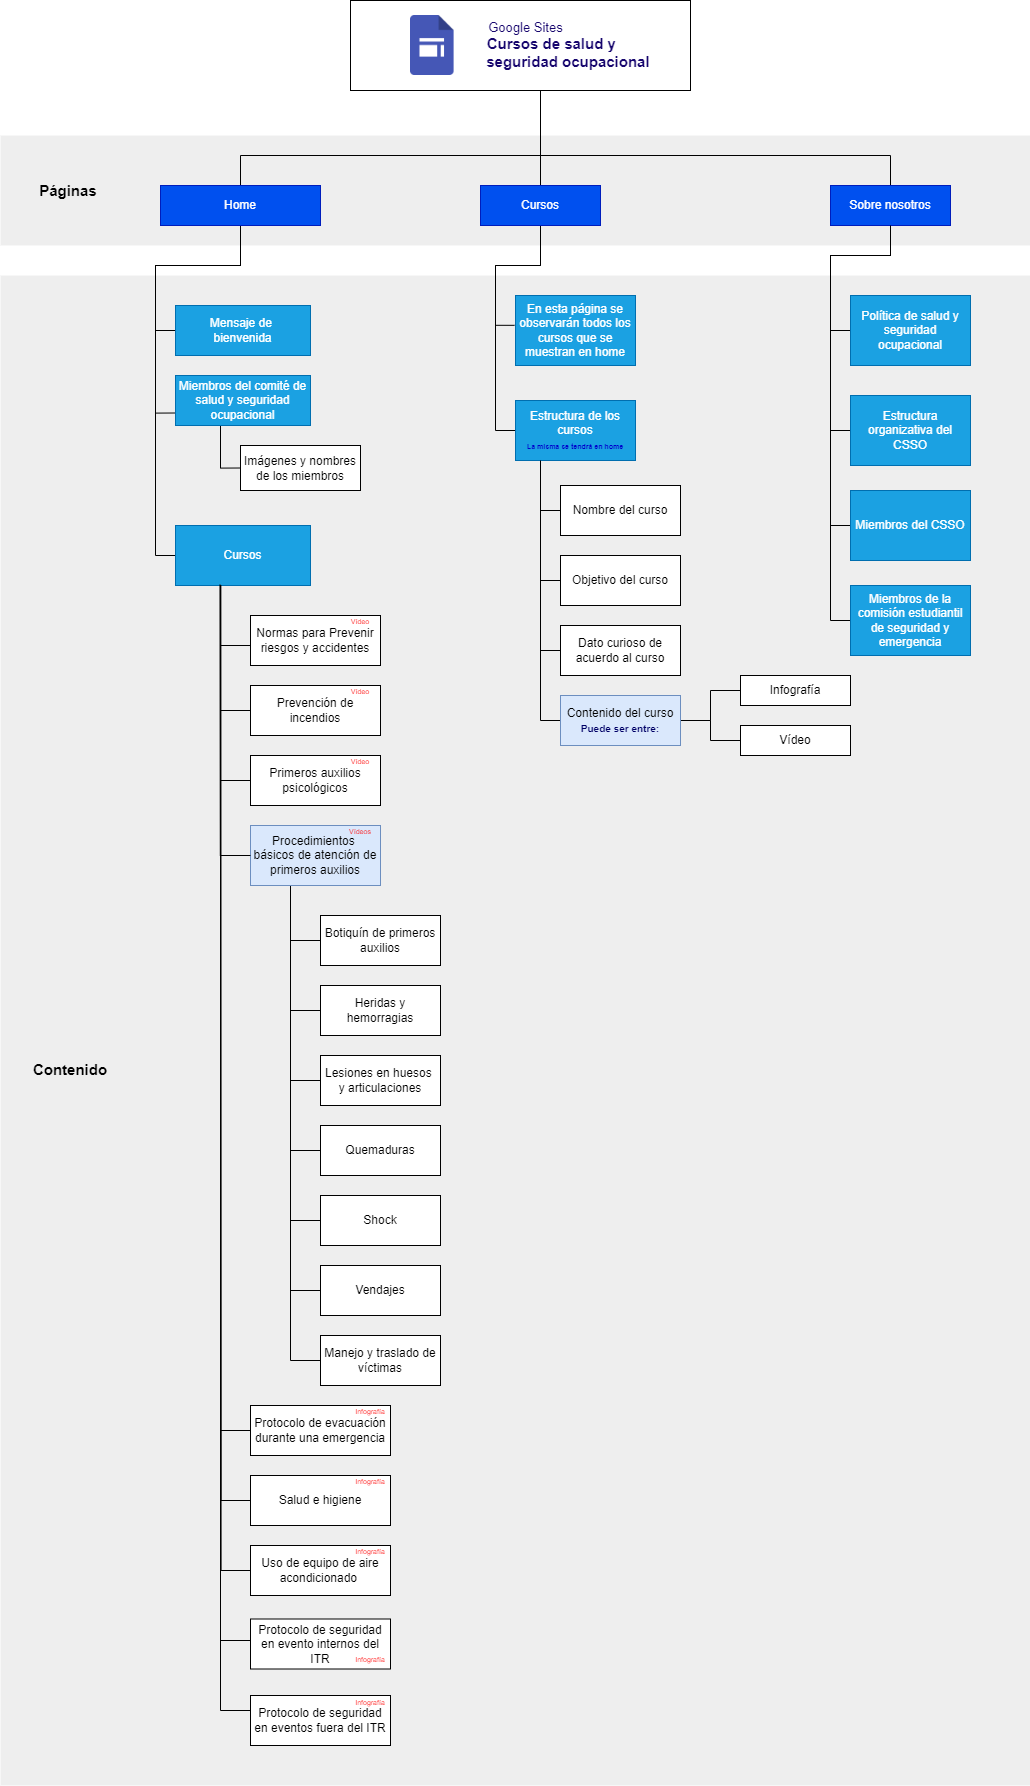 Google Sites
Cursos de salud y
seguridad ocupacional
Páginas
Home
Cursos
Sobre nosotros
Contenido
Mensaje de
bienvenida
Miembros del comité de
salud y seguridad
ocupacional
Imágenes y nombres
de los miembros
Cursos
Vídeo
Normas para Prevenir
riesgos y accidentes
Vídeo
Prevención de
incendios
Vídeo
Primeros auxilios
psicológicos
Vídeos
Procedimientos
básicos de atención de
primeros auxilios
Botiquín de primeros
auxilios
Heridas y
hemorragias
Lesiones en huesos
y articulaciones
Quemaduras
Shock
Vendajes
Manejo y traslado de
víctimas
Infografía
Protocolo de evacuación
durante una emergencia
Infografía
Salud e higiene
Infografía
Uso de equipo de aire
acondicionado
Protocolo de seguridad
en evento internos del
ITR
Infografía
Infografía
Protocolo de seguridad
en eventos fuera del ITR
En esta página se
observarán todos los
cursos que se
muestran en home
Estructura de los
cursos
La misma se tendrá en home
Nombre del curso
Objetivo del curso
Dato curioso de
acuerdo al curso
Contenido del curso
Puede ser entre:
Infografía
Vídeo
Política de salud y
seguridad
ocupacional
Estructura
organizativa del
CSSO
Miembros del CSSO
Miembros de la
comisión estudiantil
de seguridad y
emergencia